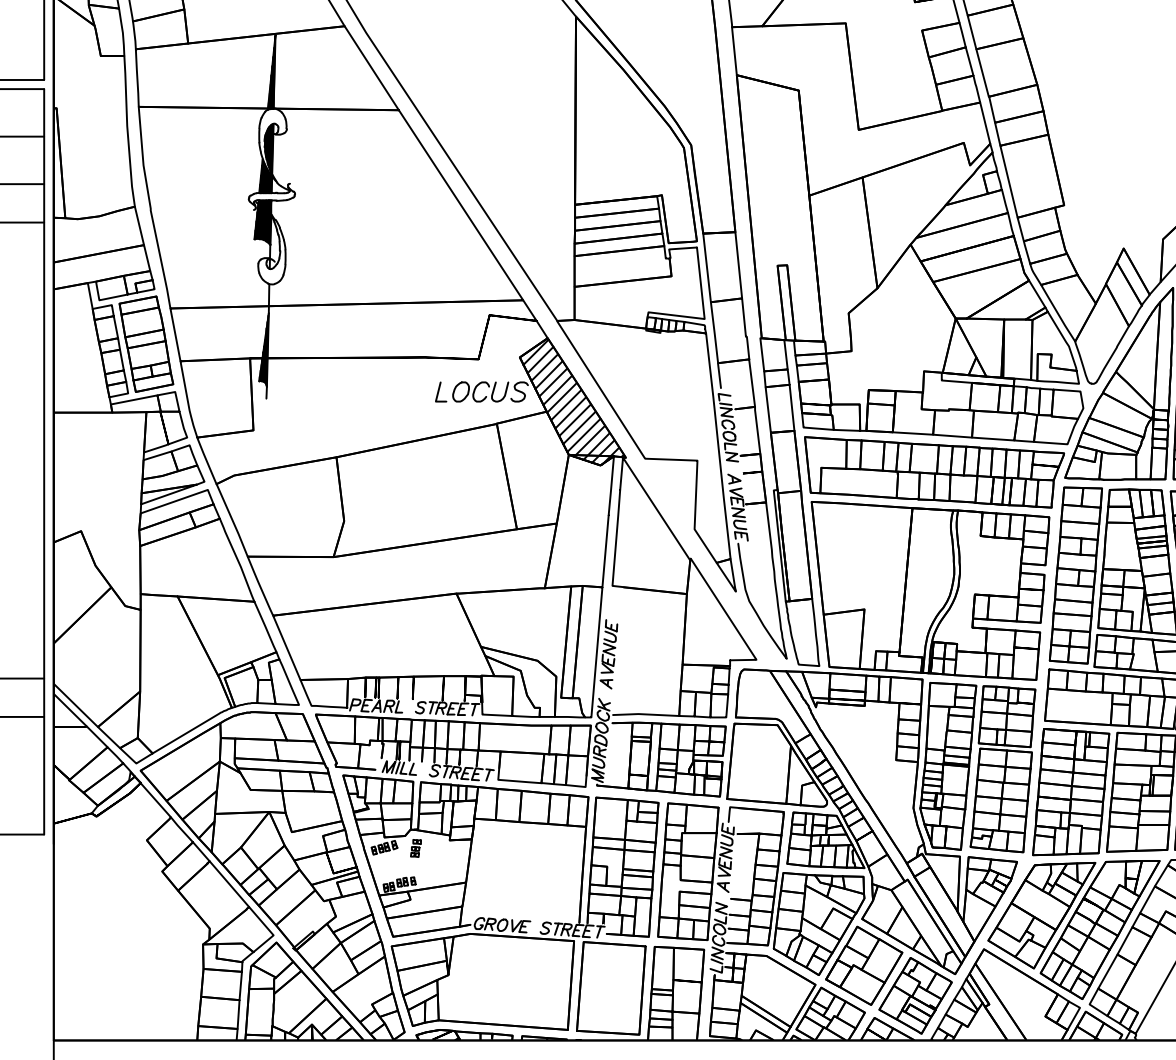 LOCUS
LINCOLN AVENUE
MURDOCK AVENUE
PEARL STREET
MILL STREET
LINCOLN AVENUE
GROVE STREET